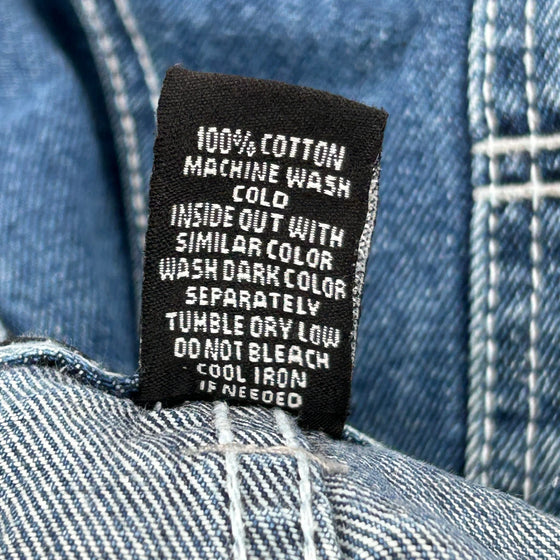 100% COTTON
MACHINE WASH
COLD
INSIDE OUT WITH
SIMILAR COLOR
WASH DARK COLOR
SEPARATELY
TUMBLE DRY LOW
DO NOT BLEACH
COOL IRON
IF NEEDED